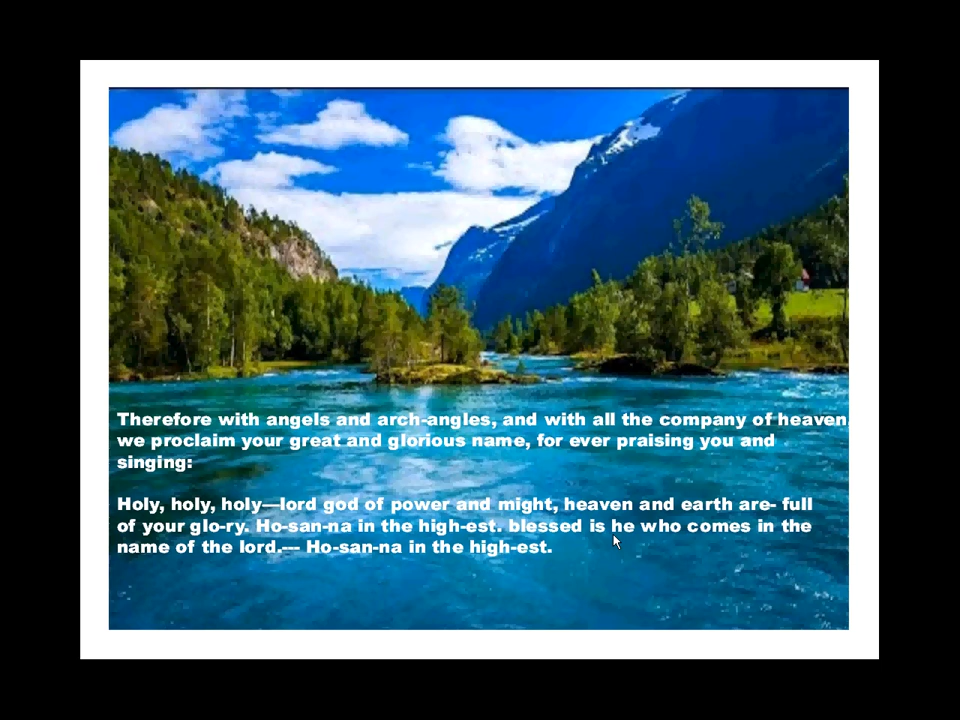 Therefore with angels and arch-angles, and with all the company of heaven
we proclaim your great and glorious name, for ever praising you and
singing:
Holy, holy, holy—lord god of power and might, heaven and earth are- full
of your glo-ry. Ho-san-na in the high-est. blessed is he who comes in the
name of the lord.--- Ho-san-na in the high-est.